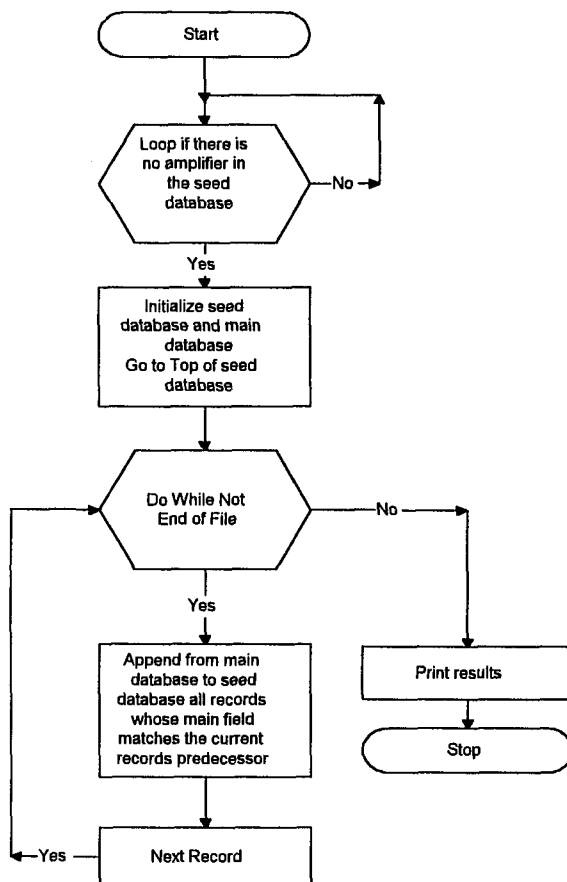 Start
Loop if there is
no amplifier in
the seed
database
No
Yes
Initialize seed
database and main
database
Go to Top of seed
database
Do While Not
End of File
No
Yes
Append from main
database to seed
database all records
whose main field
matches the current
records predecessor
Print results
Stop
Yes
Next Record